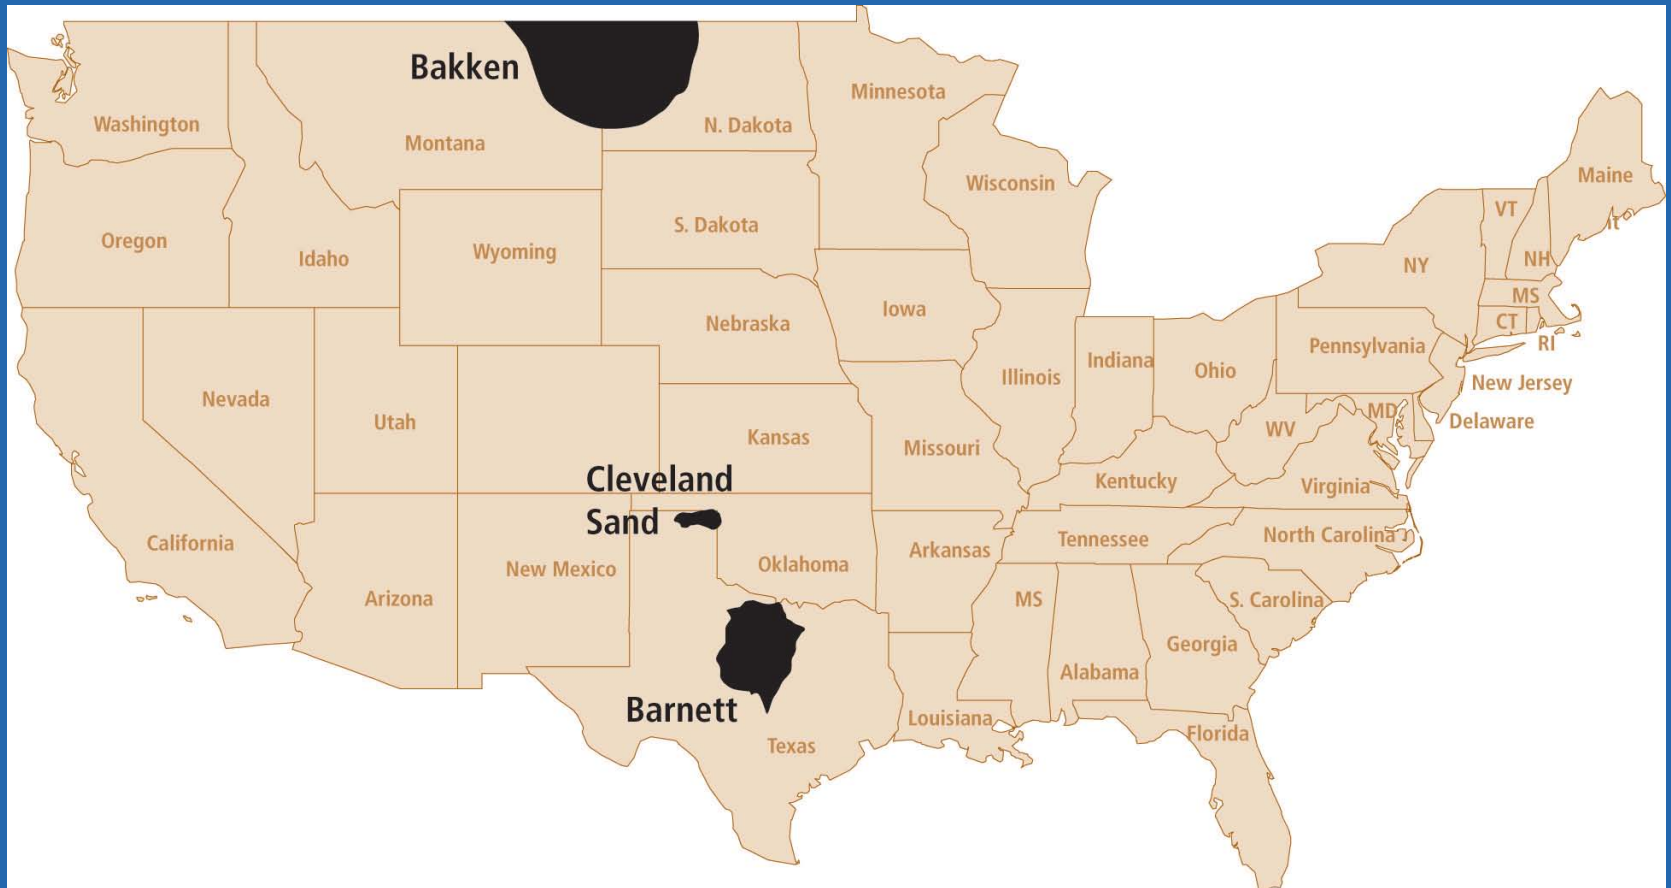 Bakken
Minnesota
Washington
N. Dakota
Montana
Maine
Wisconsin
VT
S. Dakota
Oregon
Wyoming
Idaho
NH
NY
MS
Iowa
Nebraska
CT
RI
Pennsylvania
Indiana
Ohio
Illinois
New Jersey
Nevada
MD
Delaware
Utah
WV
Kansas
Missouri
Cleveland
Sand
Kentucky
Virginia
North Carolina
Tennessee
California
Arkansas
Oklahoma
New Mexico
Arizona
MS
S. Carolina
Georgia
Alabama
Barnett
Louisiana
Florida
Texas